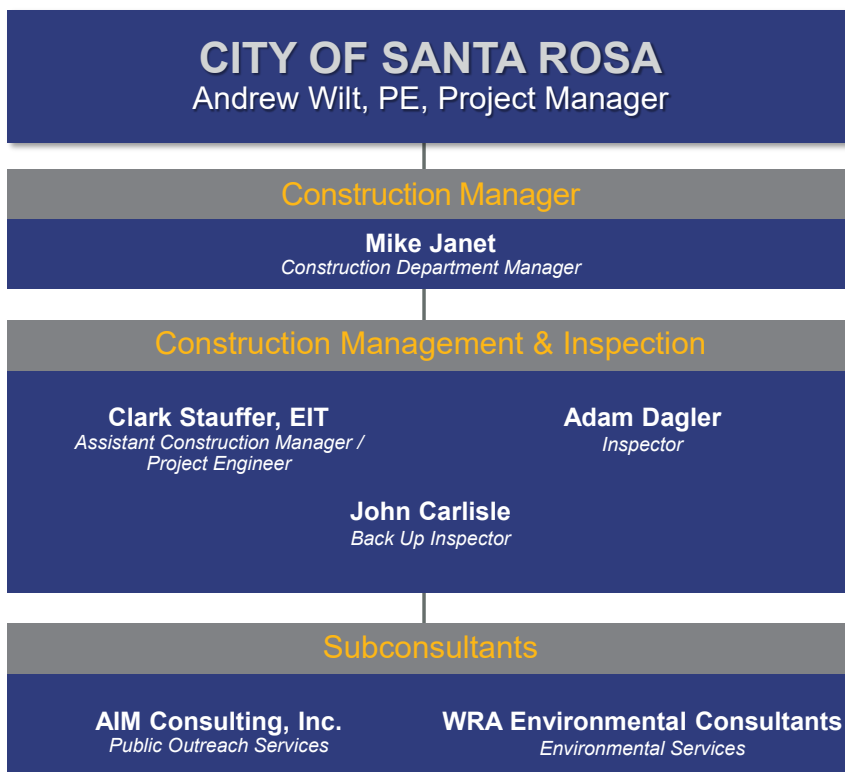 CITY OF SANTA ROSA
Andrew Wilt, PE, Project Manager
Construction Manager
Mike Janet
Construction Department Manager
Construction Management & Inspection
Clark Stauffer, EIT
Assistant Construction Manager /
Project Engineer
Adam Dagler
Inspector
John Carlisle
Back Up Inspector
Subconsultants
AIM Consulting, Inc.
Public Outreach Services
WRA Environmental Consultants
Environmental Services